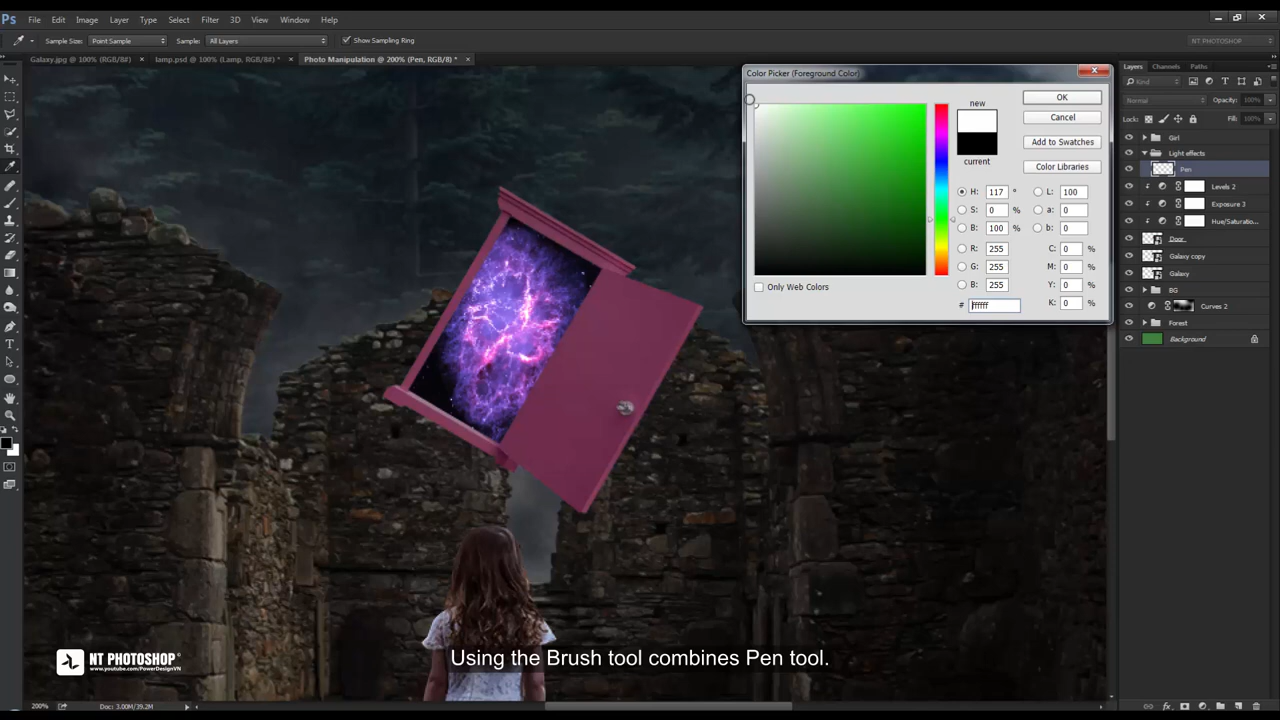 Ps File Edit Image Layer Type Select Filter 3D View Window Help
Sample Size: Point Sample Sample: All Layers Show Sampling Ring NT PHOTOSHOP
Galaxy.jpg @ 100% (RGB/8#) × lamp.psd @ 100% (Lamp, RGB/8#) * × Photo Manipulation @ 200% (Pen, RGB/8) * ×
Color Picker (Foreground Color)
new
current
OK
Cancel
Add to Swatches
Color Libraries
H: 117 ° L: 100
S: 0 % a: 0
B: 100 % b: 0
R: 255 C: 0 %
G: 255 M: 0 %
B: 255 Y: 0 %
# ffffff K: 0 %
Only Web Colors
Layers Channels Paths
Kind
Normal Opacity: 100%
Lock: Fill: 100%
Girl
Light effects
Pen
Levels 2
Exposure 3
Hue/Saturatio...
Door
Galaxy copy
Galaxy
BG
Curves 2
Forest
Background
Using the Brush tool combines Pen tool.
NT PHOTOSHOP
www.youtube.com/PowerDesignVN
200% Doc: 3.00M/39.2M